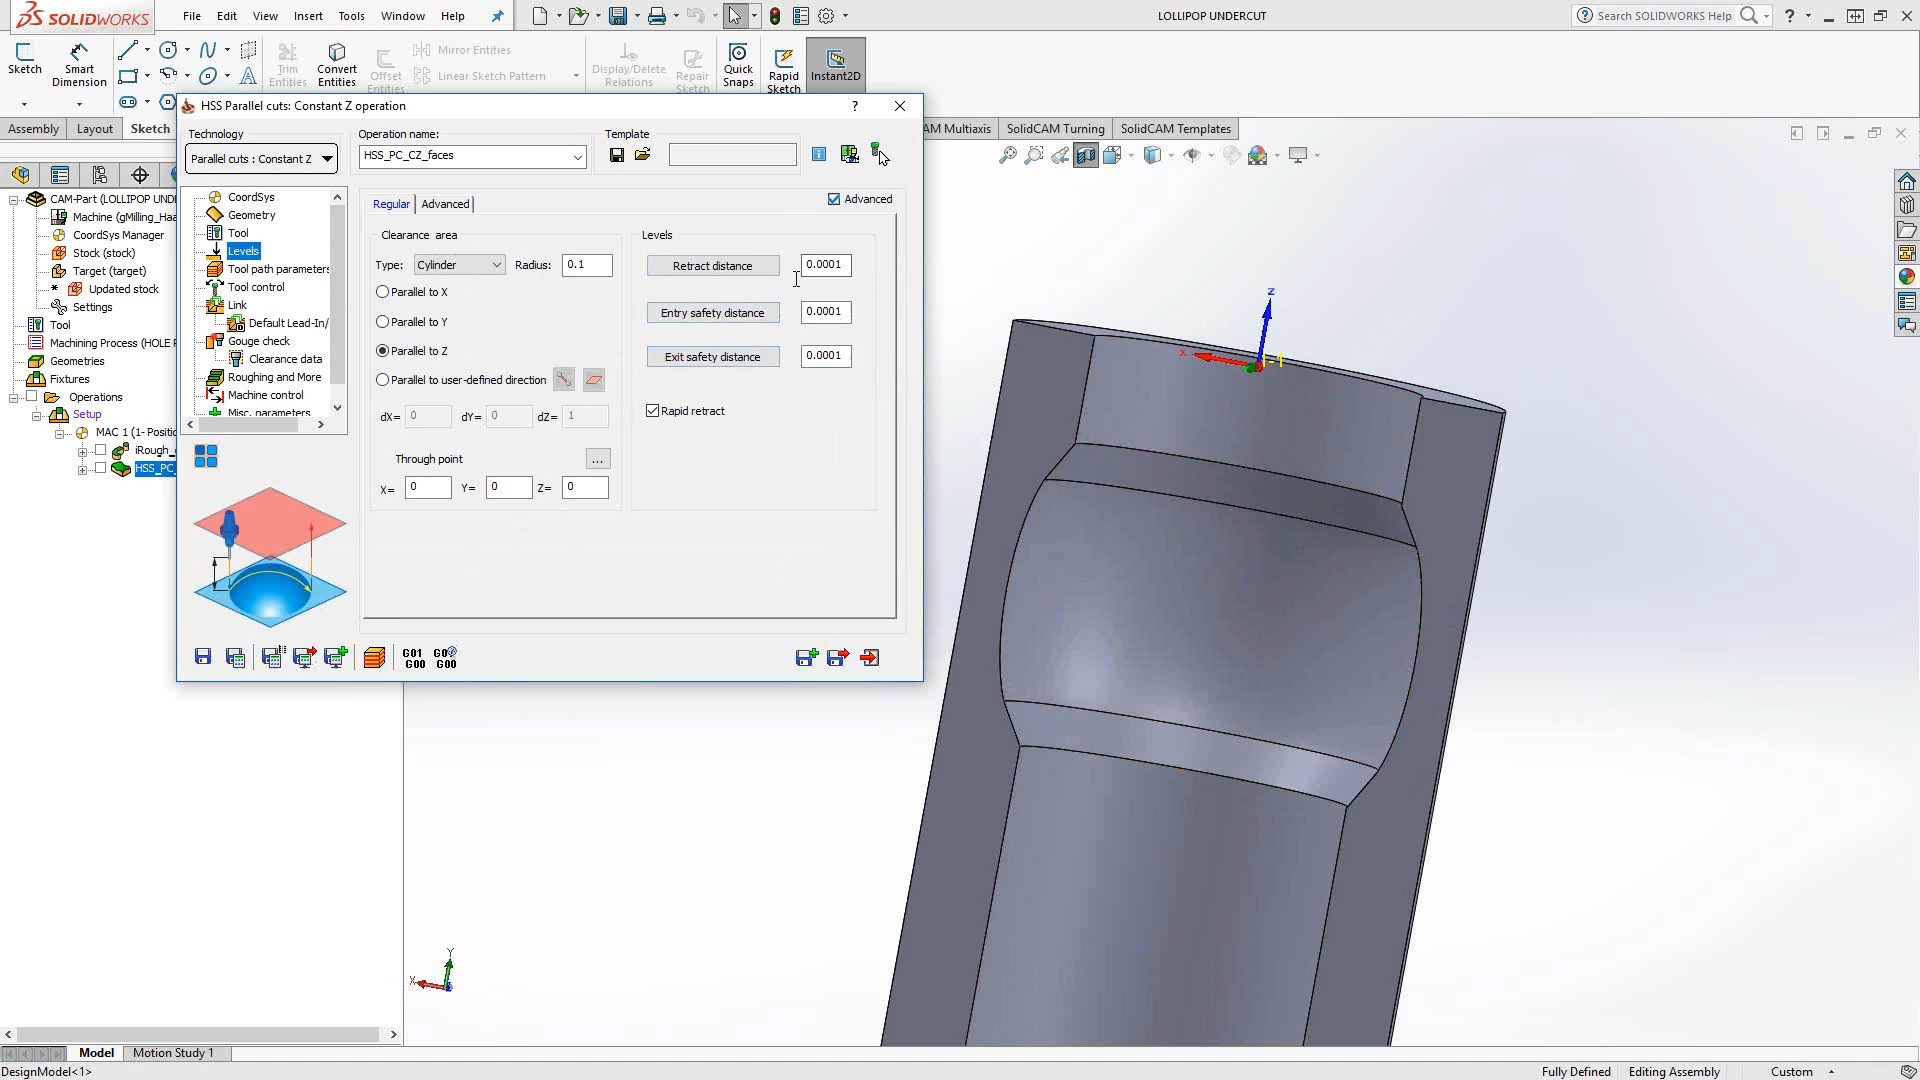 SOLIDWORKS
File Edit View Insert Tools Window Help
LOLLIPOP UNDERCUT
Search SOLIDWORKS Help
Sketch
Smart Dimension
Trim Entities
Convert Entities
Offset Entities
Mirror Entities
Linear Sketch Pattern
Display/Delete Relations
Repair Sketch
Quick Snaps
Rapid Sketch
Instant2D
Assembly Layout Sketch
AM Multiaxis SolidCAM Turning SolidCAM Templates
HSS Parallel cuts: Constant Z operation
?
Technology
Parallel cuts : Constant Z
Operation name:
HSS_PC_CZ_faces
Template
CAM-Part (LOLLIPOP UND
Machine (gMilling_Haa
CoordSys Manager
Stock (stock)
Target (target)
* Updated stock
Settings
Tool
Machining Process (HOLE F
Geometries
Fixtures
Operations
Setup
MAC 1 (1- Positic
iRough_
HSS_PC_
CoordSys
Geometry
Tool
Levels
Tool path parameters
Tool control
Link
Default Lead-In/
Gouge check
Clearance data
Roughing and More
Machine control
Misc. parameters
Regular Advanced
Advanced
Clearance area
Type: Cylinder Radius: 0.1
Parallel to X
Parallel to Y
Parallel to Z
Parallel to user-defined direction
dX= 0 dY= 0 dZ= 1
Through point ...
X= 0 Y= 0 Z= 0
Levels
Retract distance 0.0001
Entry safety distance 0.0001
Exit safety distance 0.0001
Rapid retract
G01 G00
Z
X
Y
X
Model Motion Study 1
DesignModel<1>
Fully Defined Editing Assembly Custom